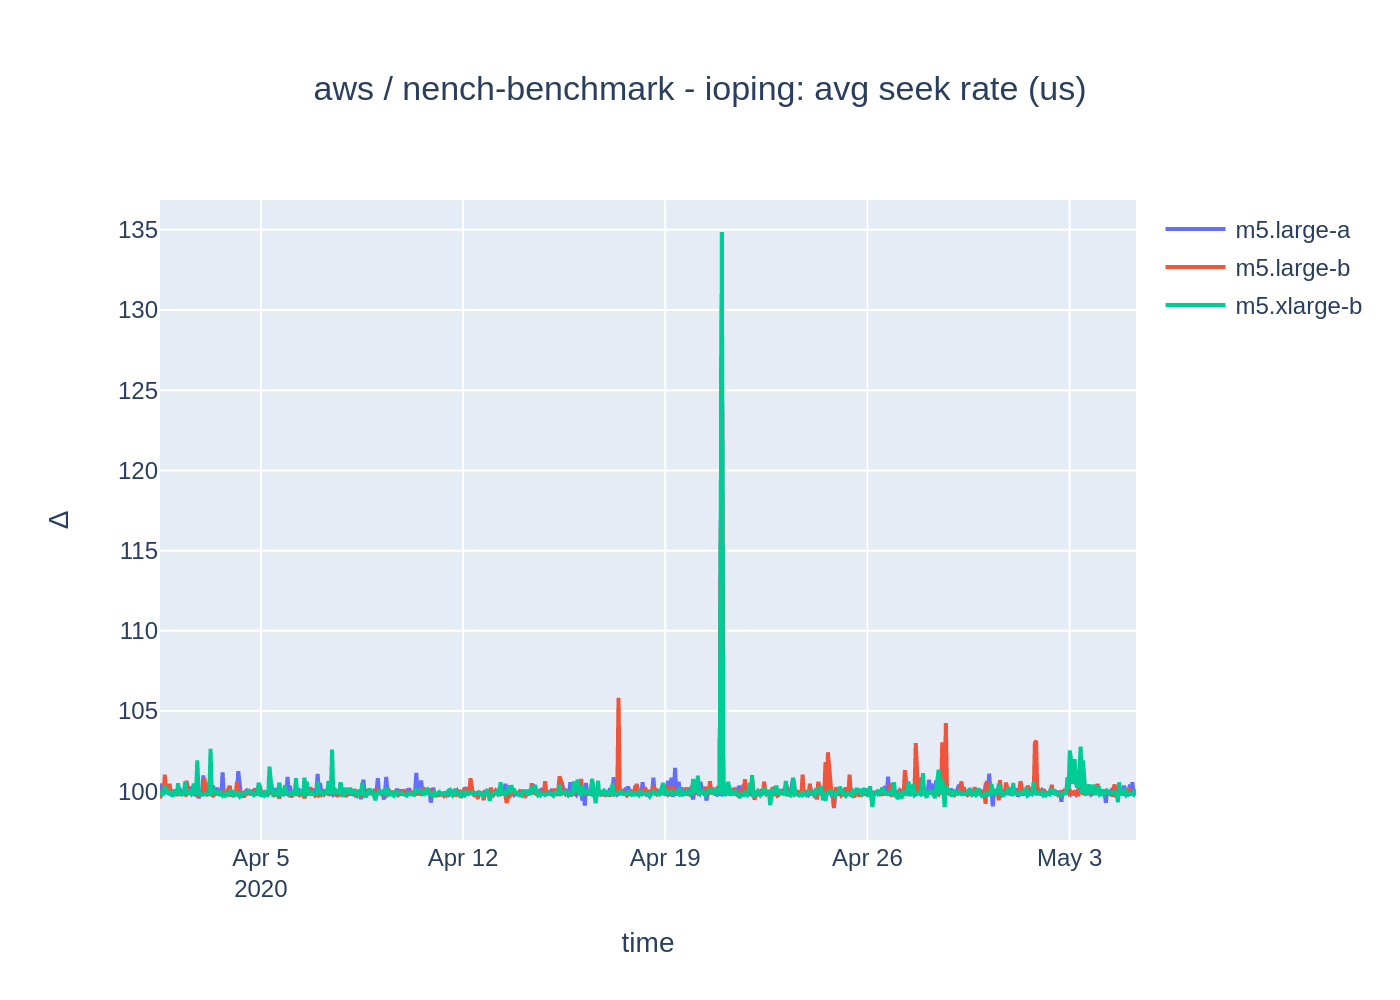 aws / nench-benchmark - ioping: avg seek rate (us)
135
130
125
120
115
110
105
100
Δ
Apr 5
2020
Apr 12
Apr 19
Apr 26
May 3
time
m5.large-a
m5.large-b
m5.xlarge-b